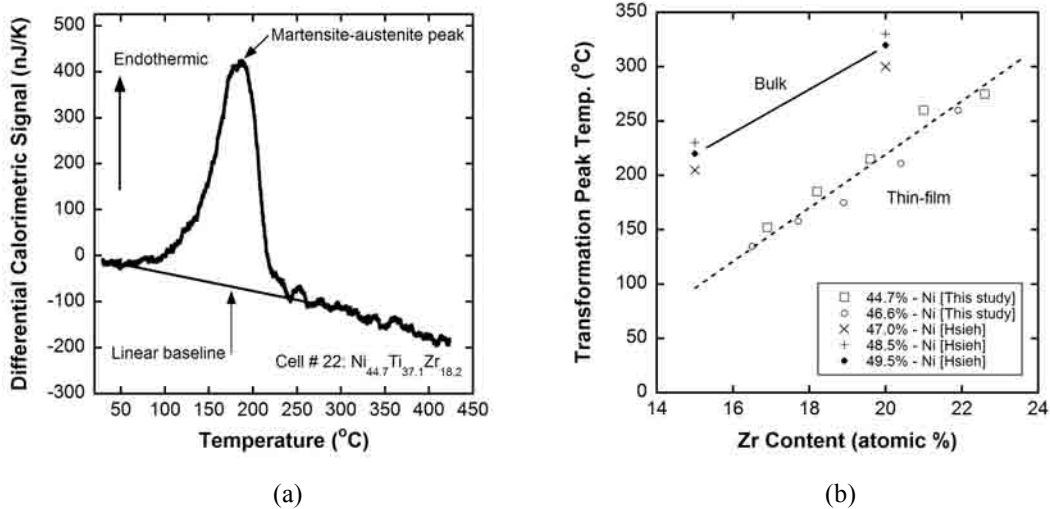 Differential Calorimetric Signal (nJ/K)
500
400
300
200
100
0
-100
-200
-300
Endothermic
Martensite-austenite peak
Linear baseline
Cell # 22: Ni44.7Ti37.1Zr18.2
50 100 150 200 250 300 350 400 450
Temperature (°C)
(a)
Transformation Peak Temp. (°C)
350
300
250
200
150
100
50
0
Bulk
Thin-film
44.7% - Ni [This study]
46.6% - Ni [This study]
47.0% - Ni [Hsieh]
48.5% - Ni [Hsieh]
49.5% - Ni [Hsieh]
14 16 18 20 22 24
Zr Content (atomic %)
(b)